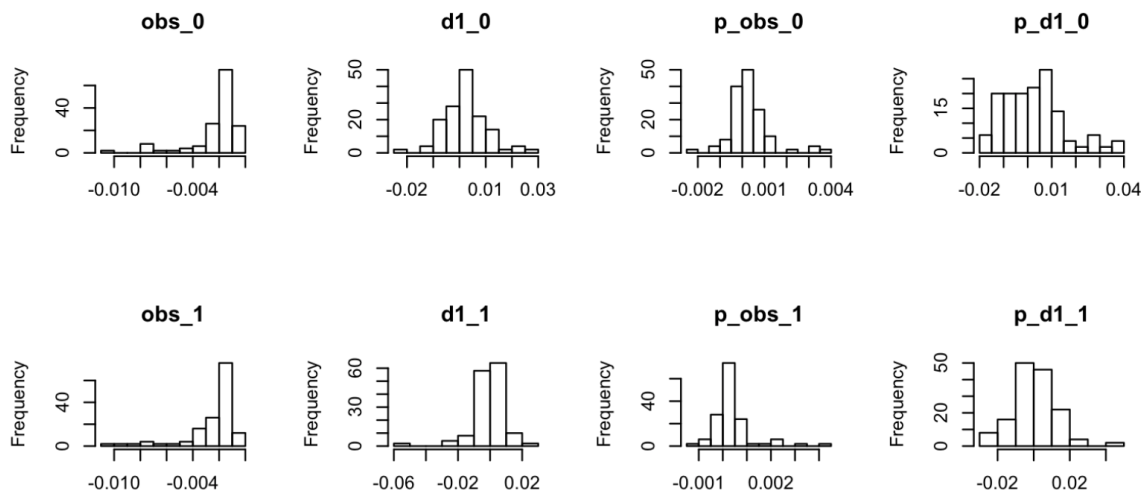 obs_0 d1_0 p_obs_0 p_d1_0
Frequency Frequency Frequency Frequency
0 40 0 20 50 0 20 50 0 15
-0.010 -0.004 -0.02 0.01 0.03 -0.002 0.001 0.004 -0.02 0.01 0.04
obs_1 d1_1 p_obs_1 p_d1_1
Frequency Frequency Frequency Frequency
0 40 0 30 60 0 40 0 20 50
-0.010 -0.004 -0.06 -0.02 0.02 -0.001 0.002 -0.02 0.02